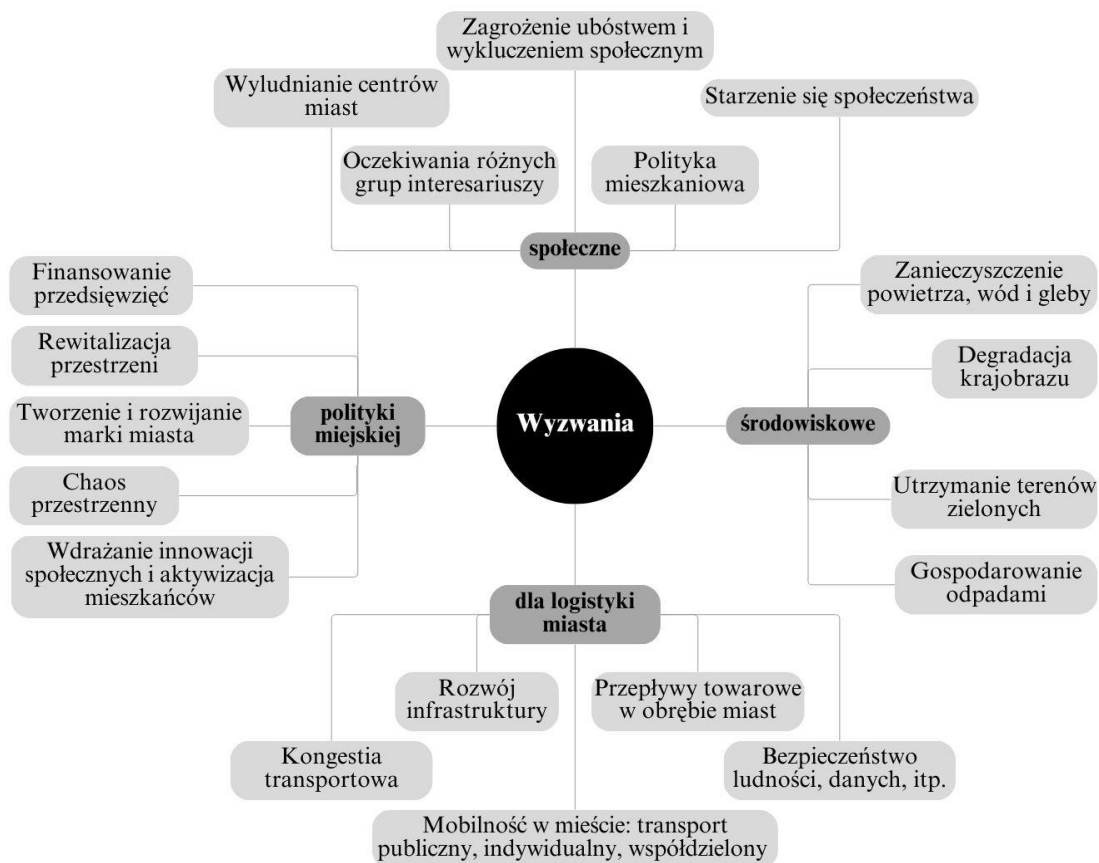 Zagrożenie ubóstwem i
wykluczeniem społecznym
Wyludnianie centrów
miast
Starzenie się społeczeństwa
Oczekiwania różnych
grup interesariuszy
Polityka
mieszkaniowa
społeczne
Finansowanie
przedsięwzięć
Rewitalizacja
przestrzeni
Tworzenie i rozwijanie
marki miasta
Chaos
przestrzenny
Wdrażanie innowacji
społecznych i aktywizacja
mieszkańców
polityki
miejskiej
Wyzwania
środowiskowe
Zanieczyszczenie
powietrza, wód i gleby
Degradacja
krajobrazu
Utrzymanie terenów
zielonych
Gospodarowanie
odpadami
dla logistyki
miasta
Rozwój
infrastruktury
Przepływy towarowe
w obrębie miast
Kongestia
transportowa
Bezpieczeństwo
ludności, danych, itp.
Mobilność w mieście: transport
publiczny, indywidualny, współdzielony